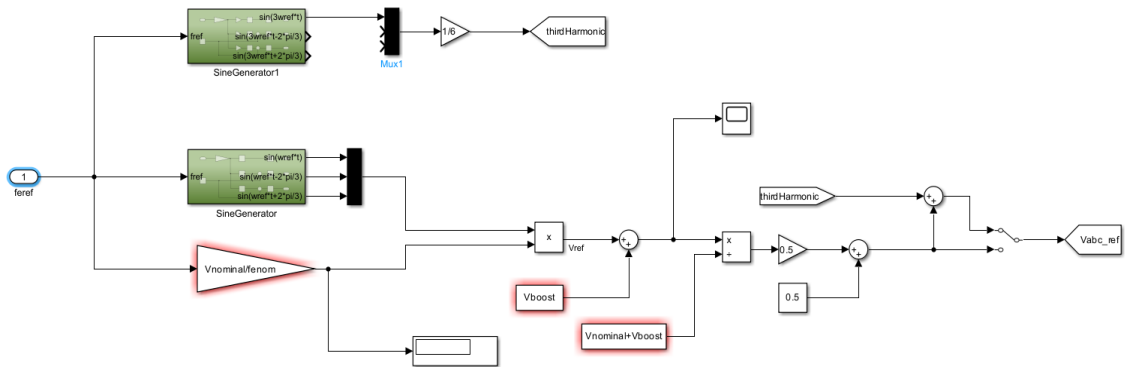 sin(3wref*t)
fref
sin(3wref*t-2*pi/3)
sin(3wref*t+2*pi/3)
SineGenerator1
Mux1
1/6
thirdHarmonic
1
feref
sin(wref*t)
fref
sin(wref*t-2*pi/3)
sin(wref*t+2*pi/3)
SineGenerator
Vnominal/fenom
x
Vref
+
+
Vboost
Vnominal+Vboost
x
÷
0.5
+
+
0.5
thirdHarmonic
+
+
Vabc_ref